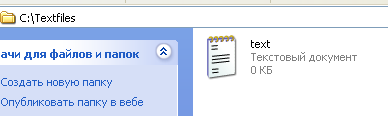 C:\Textfiles
ачи для файлов и папок
Создать новую папку
Опубликовать папку в вебе
text
Текстовый документ
0 КБ